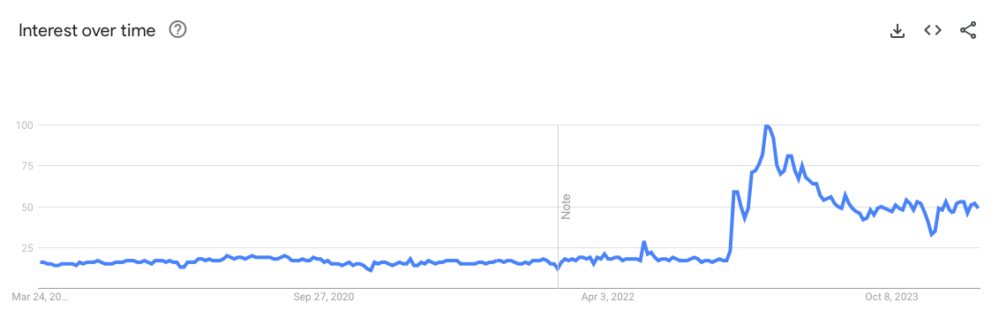 Interest over time
100
75
50
25
Note
Mar 24, 20... Sep 27, 2020 Apr 3, 2022 Oct 8, 2023